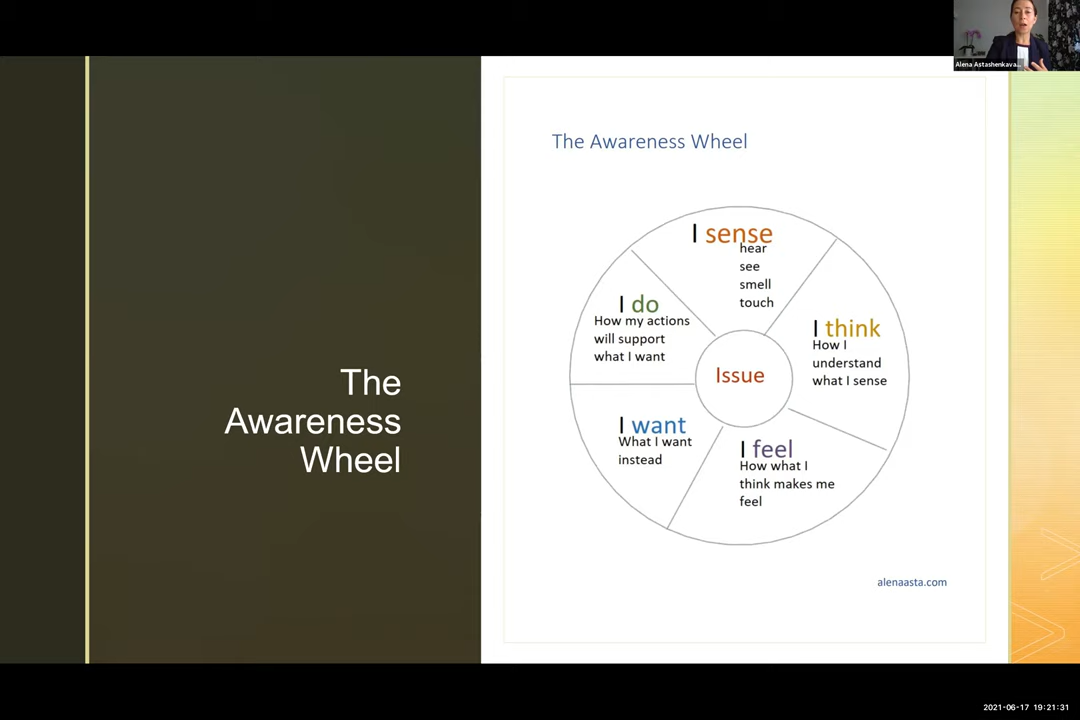 Alena Astashenkava...
The
Awareness
Wheel
The Awareness Wheel
I sense
hear
see
smell
touch
I think
How I
understand
what I sense
I feel
How what I
think makes me
feel
I want
What I want
instead
I do
How my actions
will support
what I want
Issue
alenaasta.com
2021-06-17 19:21:31